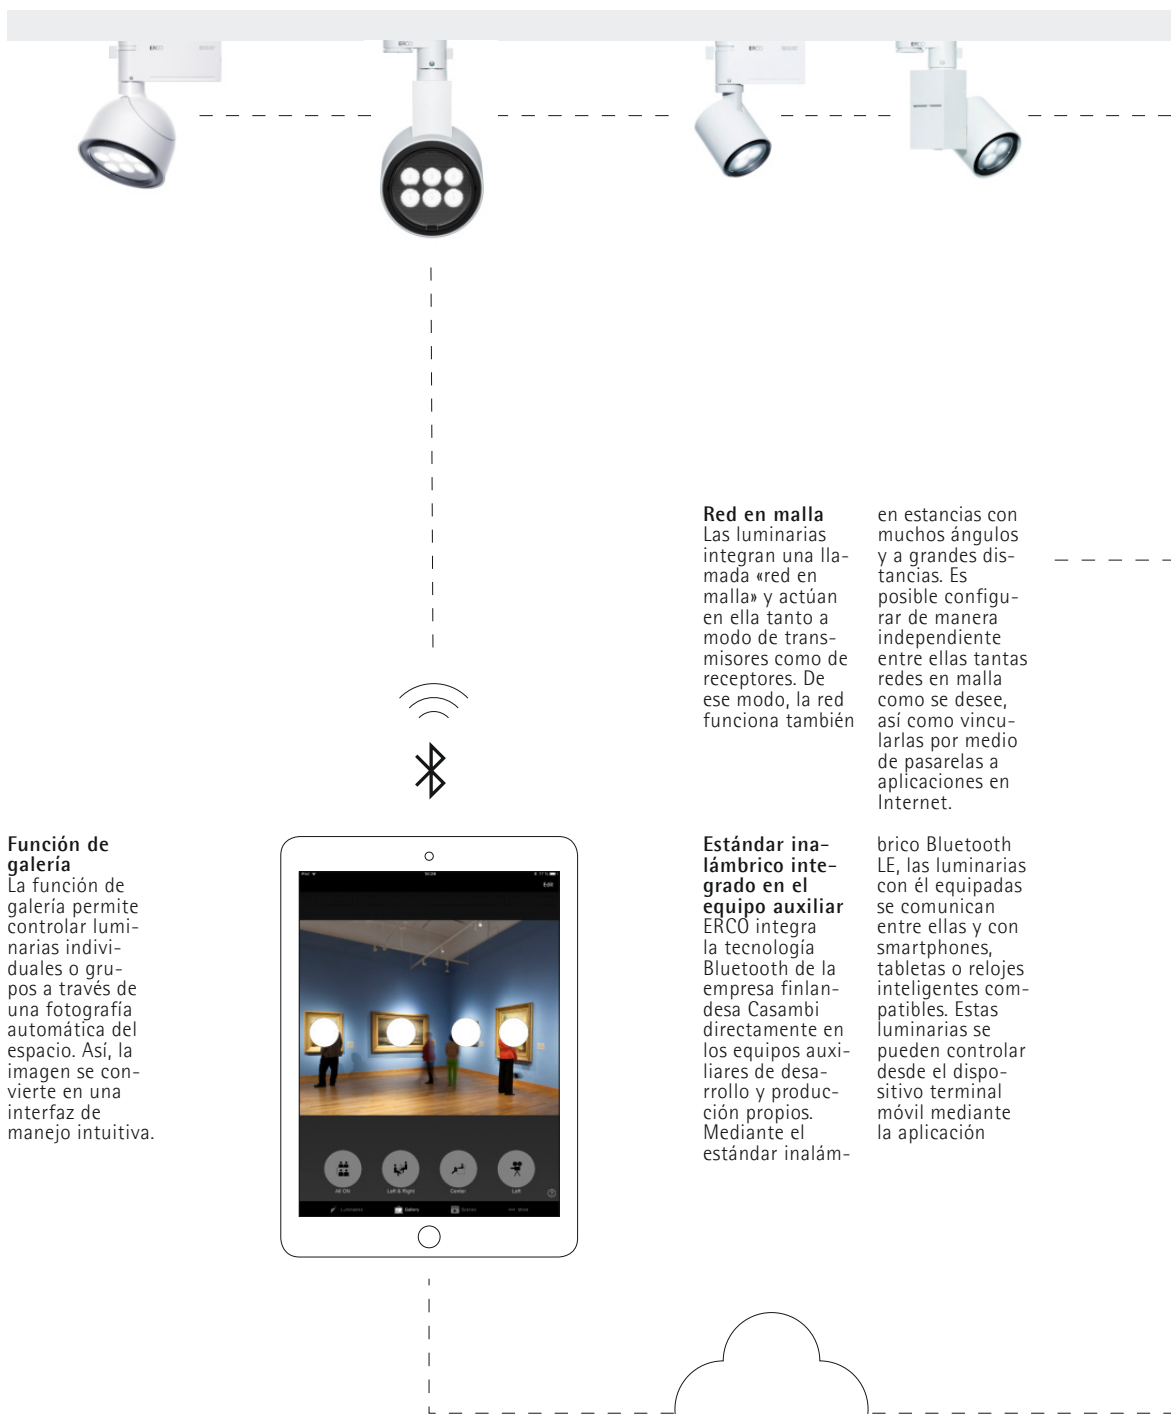 ERCO
ERCO
ERCO
Red en malla
Las luminarias
integran una lla-
mada «red en
malla» y actúan
en ella tanto a
modo de trans-
misores como de
receptores. De
ese modo, la red
funciona también
en estancias con
muchos ángulos
y a grandes dis-
tancias. Es
posible configu-
rar de manera
independiente
entre ellas tantas
redes en malla
como se desee,
así como vincu-
larlas por medio
de pasarelas a
aplicaciones en
Internet.
Función de
galería
La función de
galería permite
controlar lumi-
narias indivi-
duales o gru-
pos a través de
una fotografía
automática del
espacio. Así, la
imagen se con-
vierte en una
interfaz de
manejo intuitiva.
Edit
All ON
Left & Right
Center
Left
Luminaires
Gallery
Scenes
More
Estándar ina-
lámbrico inte-
grado en el
equipo auxiliar
ERCO integra
la tecnología
Bluetooth de la
empresa finlan-
desa Casambi
directamente en
los equipos auxi-
liares de desa-
rrollo y produc-
ción propios.
Mediante el
estándar inalám-
brico Bluetooth
LE, las luminarias
con él equipadas
se comunican
entre ellas y con
smartphones,
tabletas o relojes
inteligentes com-
patibles. Estas
luminarias se
pueden controlar
desde el dispo-
sitivo terminal
móvil mediante
la aplicación